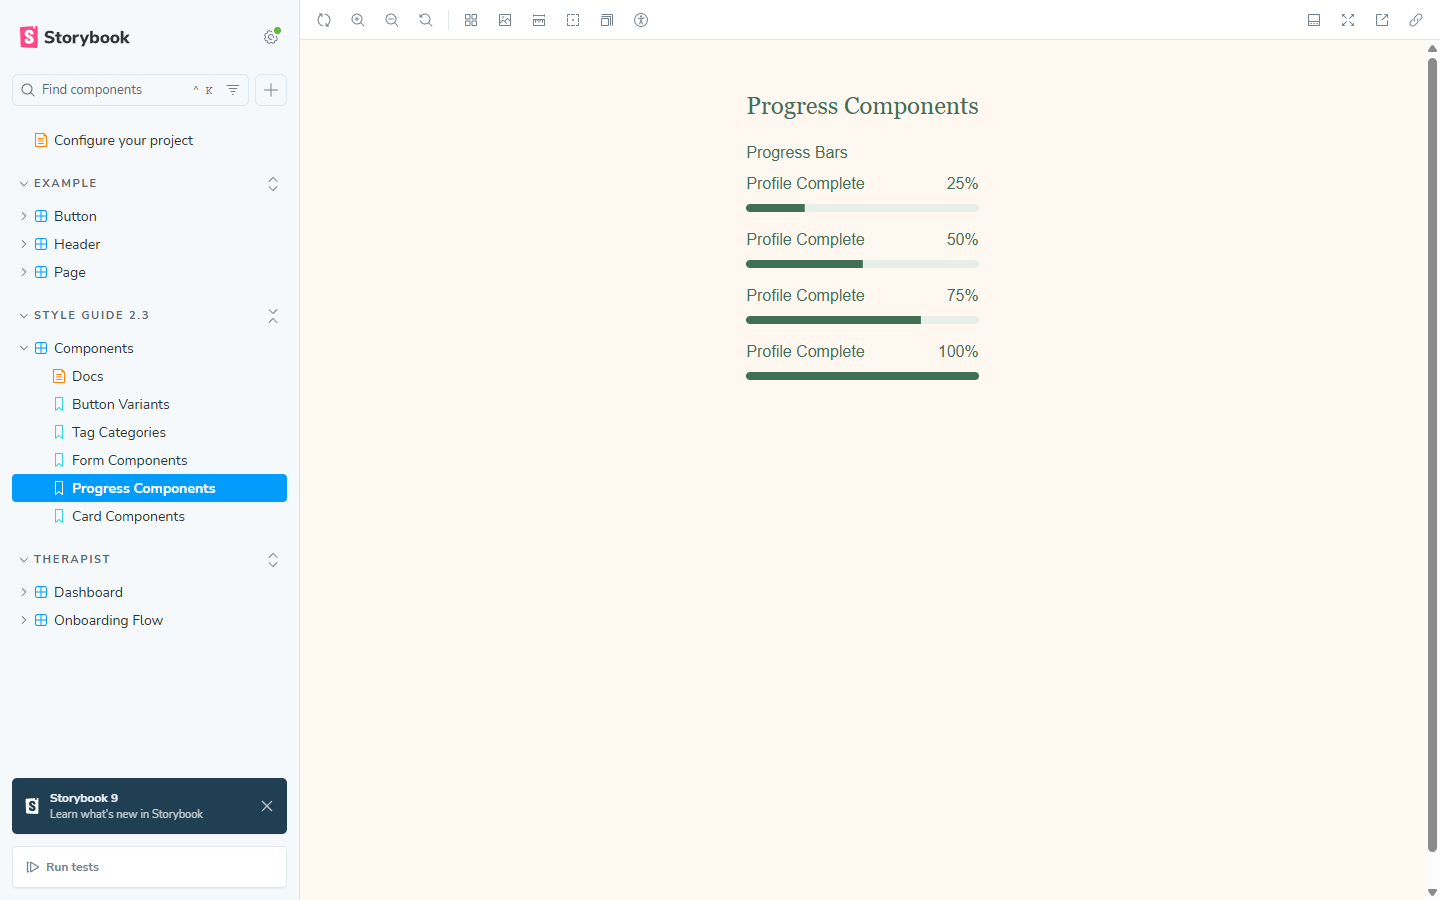 Storybook
Find components
^ K
Configure your project
EXAMPLE
Button
Header
Page
STYLE GUIDE 2.3
Components
Docs
Button Variants
Tag Categories
Form Components
Progress Components
Card Components
THERAPIST
Dashboard
Onboarding Flow
Storybook 9
Learn what's new in Storybook
Run tests
Progress Components
Progress Bars
Profile Complete 25%
Profile Complete 50%
Profile Complete 75%
Profile Complete 100%